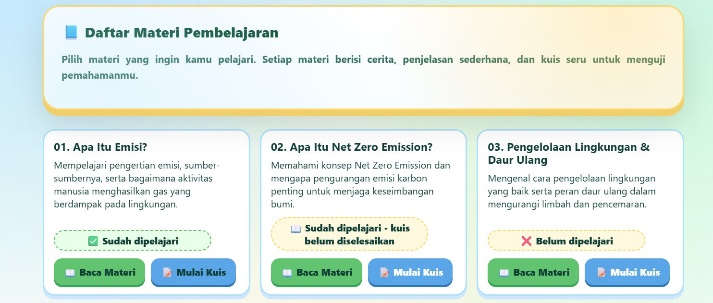 Daftar Materi Pembelajaran
Pilih materi yang ingin kamu pelajari. Setiap materi berisi cerita, penjelasan sederhana, dan kuis seru untuk menguji
pemahamanmu.
01. Apa Itu Emisi?
Mempelajari pengertian emisi, sumber-
sumbernya, serta bagaimana aktivitas
manusia menghasilkan gas yang
berdampak pada lingkungan.
Sudah dipelajari
Baca Materi
Mulai Kuis
02. Apa Itu Net Zero Emission?
Memahami konsep Net Zero Emission dan
mengapa pengurangan emisi karbon
penting untuk menjaga keseimbangan
bumi.
Sudah dipelajari - kuis
belum diselesaikan
Baca Materi
Mulai Kuis
03. Pengelolaan Lingkungan &
Daur Ulang
Mengenal cara pengelolaan lingkungan
yang baik serta peran daur ulang dalam
mengurangi limbah dan pencemaran.
Belum dipelajari
Baca Materi
Mulai Kuis